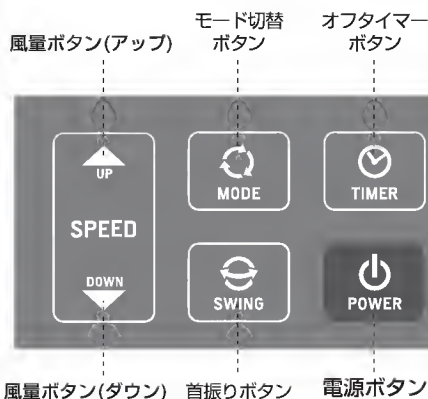 モード切替
ボタン
オフタイマー
ボタン
風量ボタン(アップ)
UP
SPEED
DOWN
MODE
TIMER
SWING
POWER
風量ボタン(ダウン)
首振りボタン
電源ボタン